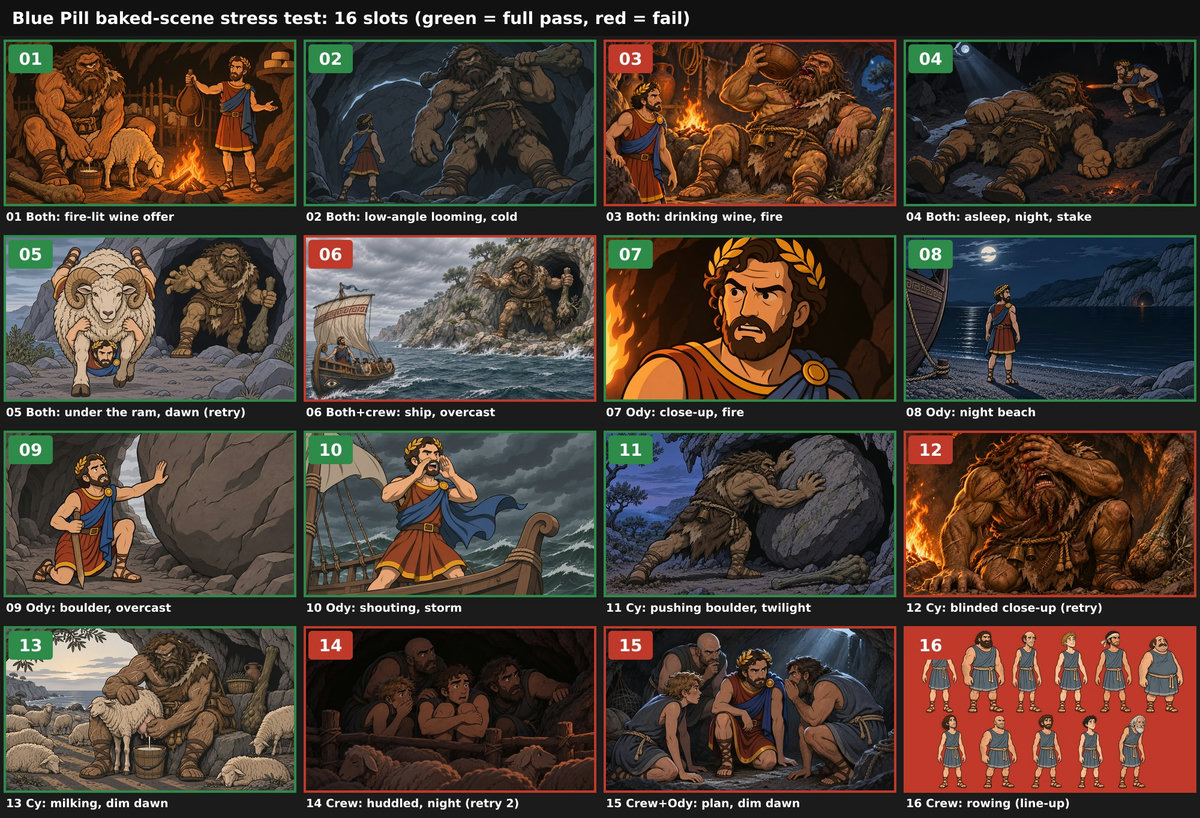 Blue Pill baked-scene stress test: 16 slots (green = full pass, red = fail)
01
02
03
04
01 Both: fire-lit wine offer
02 Both: low-angle looming, cold
03 Both: drinking wine, fire
04 Both: asleep, night, stake
05
06
07
08
05 Both: under the ram, dawn (retry)
06 Both+crew: ship, overcast
07 Ody: close-up, fire
08 Ody: night beach
09
10
11
12
09 Ody: boulder, overcast
10 Ody: shouting, storm
11 Cy: pushing boulder, twilight
12 Cy: blinded close-up (retry)
13
14
15
16
13 Cy: milking, dim dawn
14 Crew: huddled, night (retry 2)
15 Crew+Ody: plan, dim dawn
16 Crew: rowing (line-up)